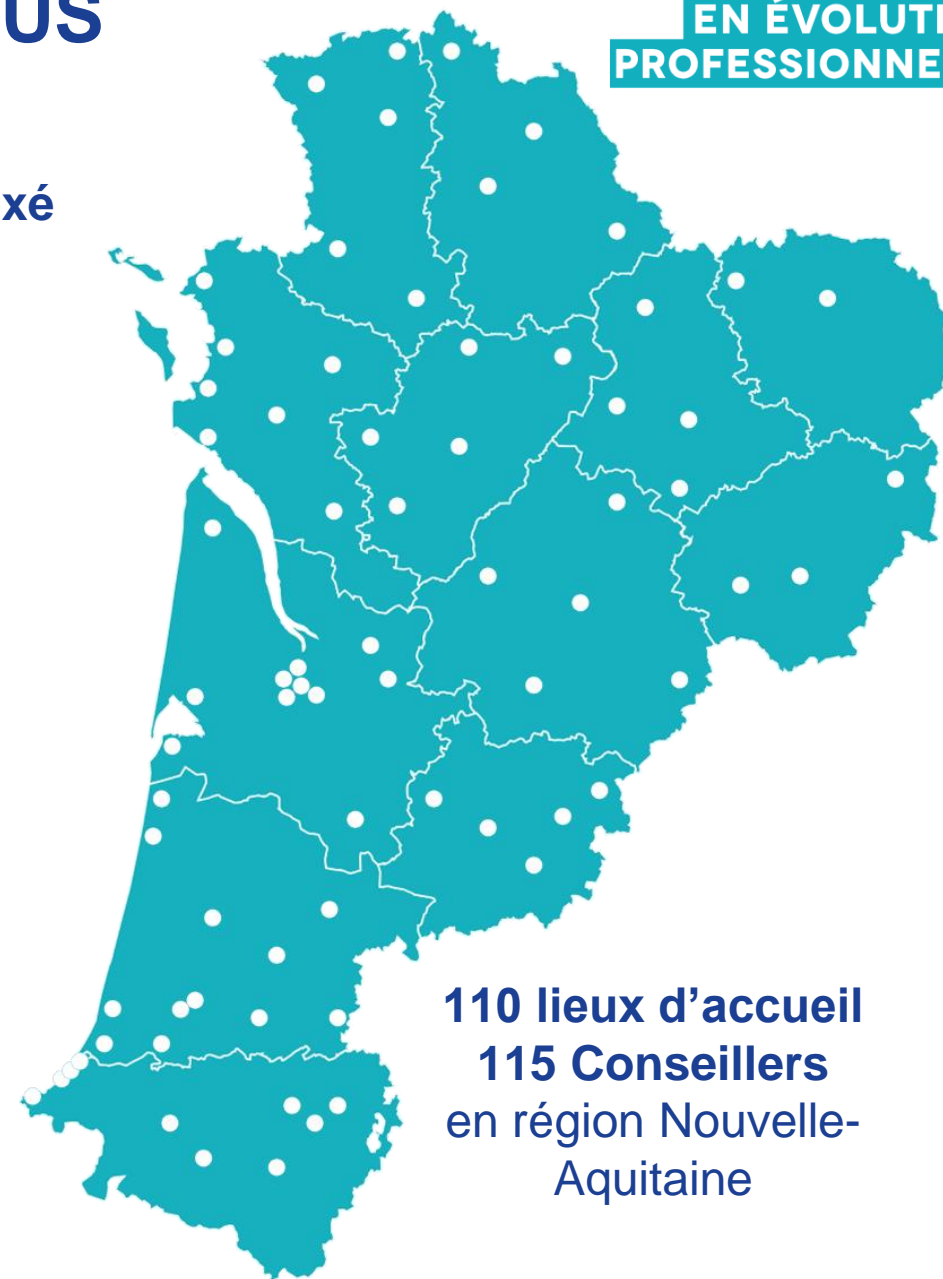 US
EN ÉVOLUTI
PROFESSIONNE
xé
110 lieux d’accueil
115 Conseillers
en région Nouvelle-
Aquitaine